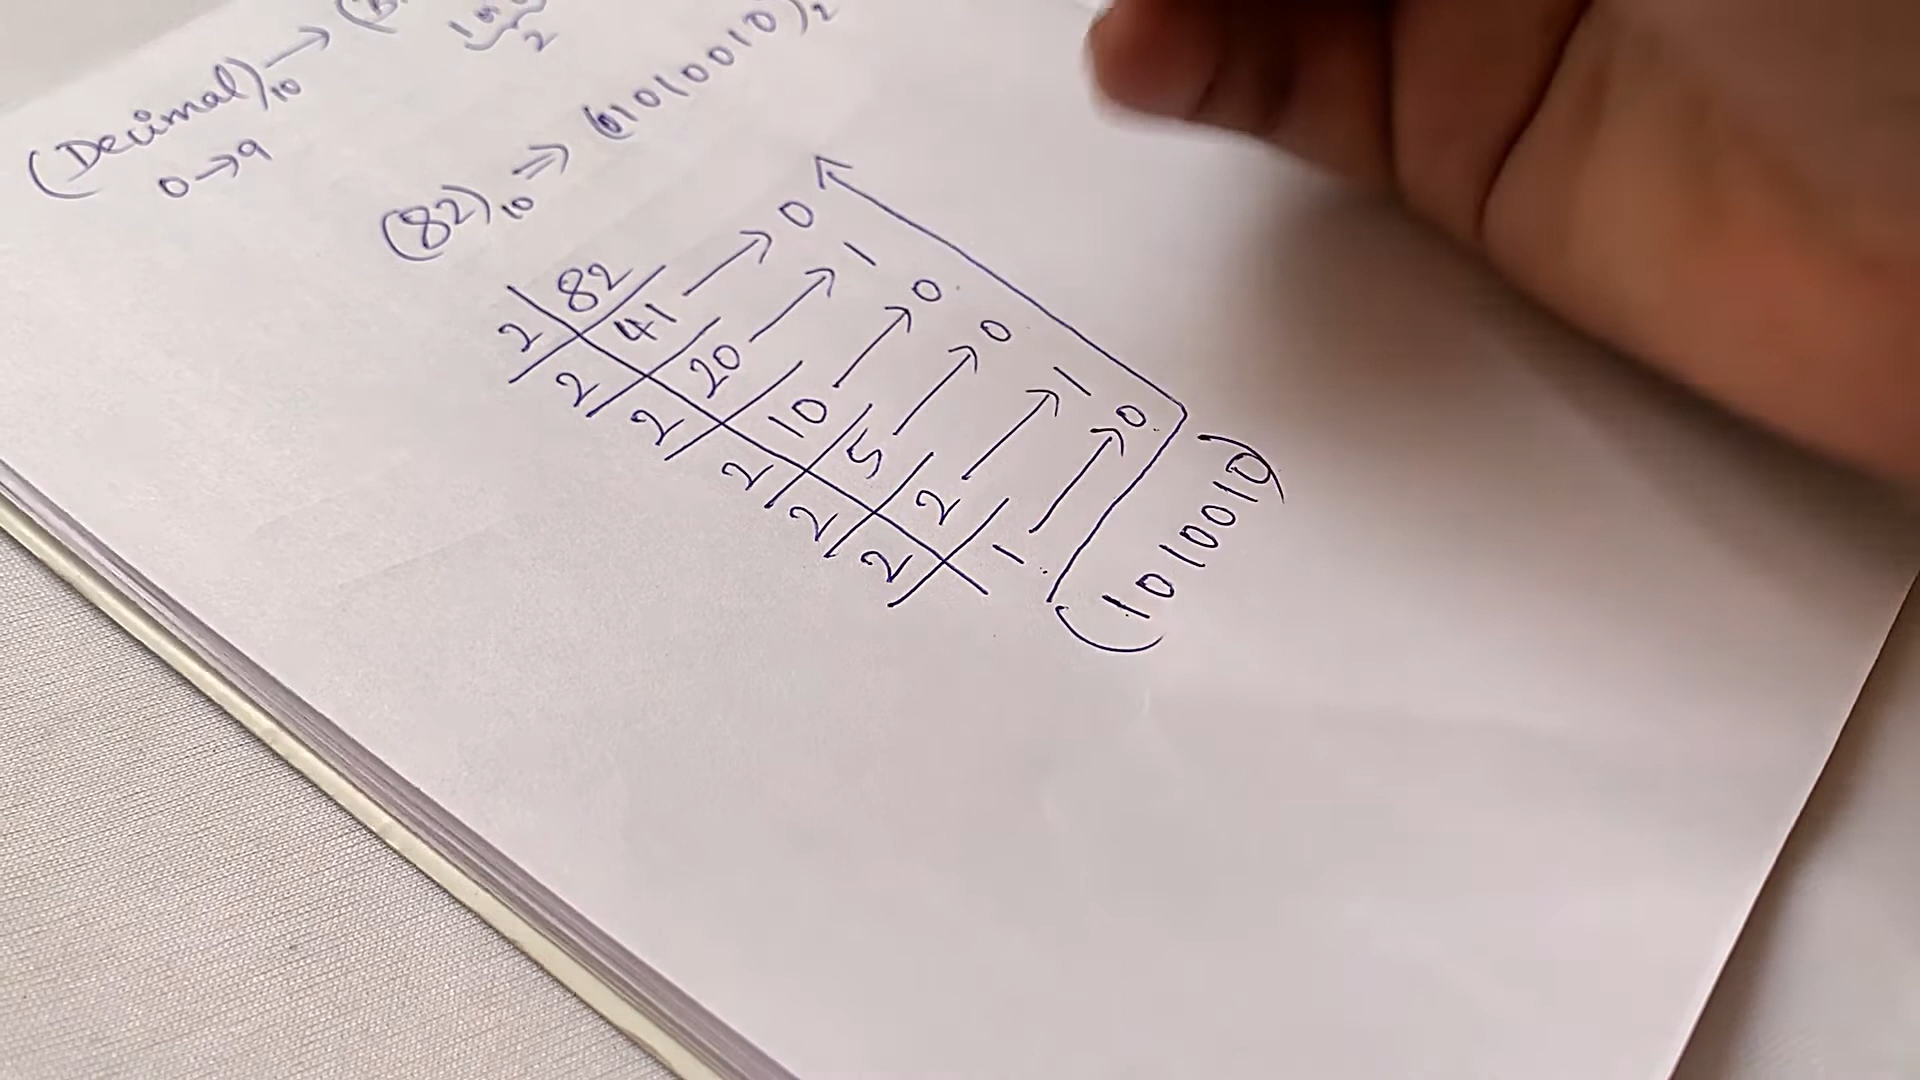 (Decimal)10 →
0→9
(82)10 ⇒ (01010010)2
2 | 82
2 | 41 → 0
2 | 20 → 1
2 | 10 → 0
2 | 5 → 0
2 | 2 → 1
1 → 0
(1010010)